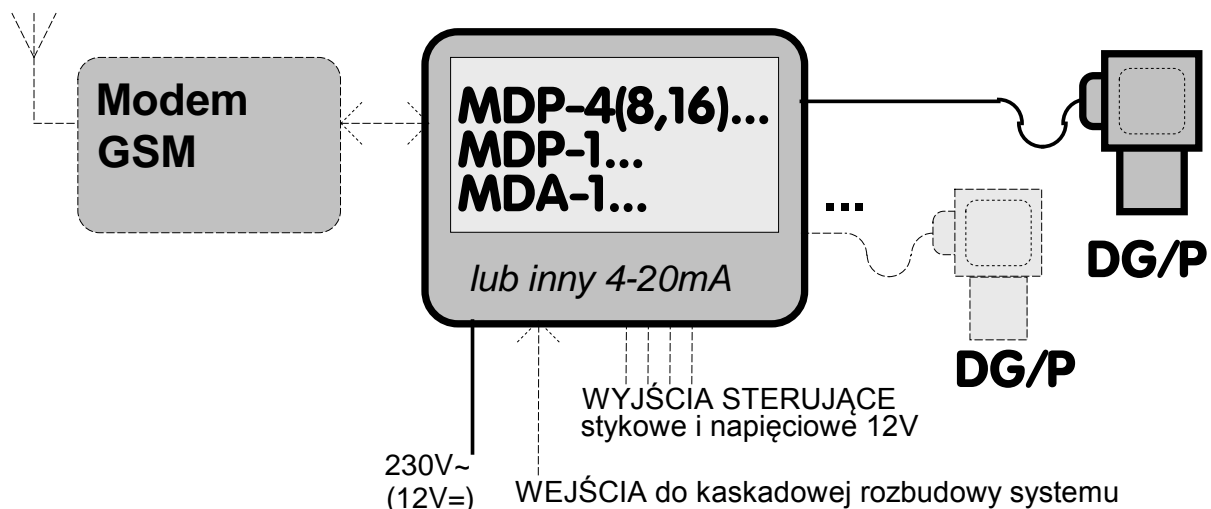 Modem
GSM
MDP-4(8,16)...
MDP-1...
MDA-1...
lub inny 4-20mA
...
DG/P
DG/P
WYJŚCIA STERUJĄCE
stykowe i napięciowe 12V
230V~
(12V=)
WEJŚCIA do kaskadowej rozbudowy systemu